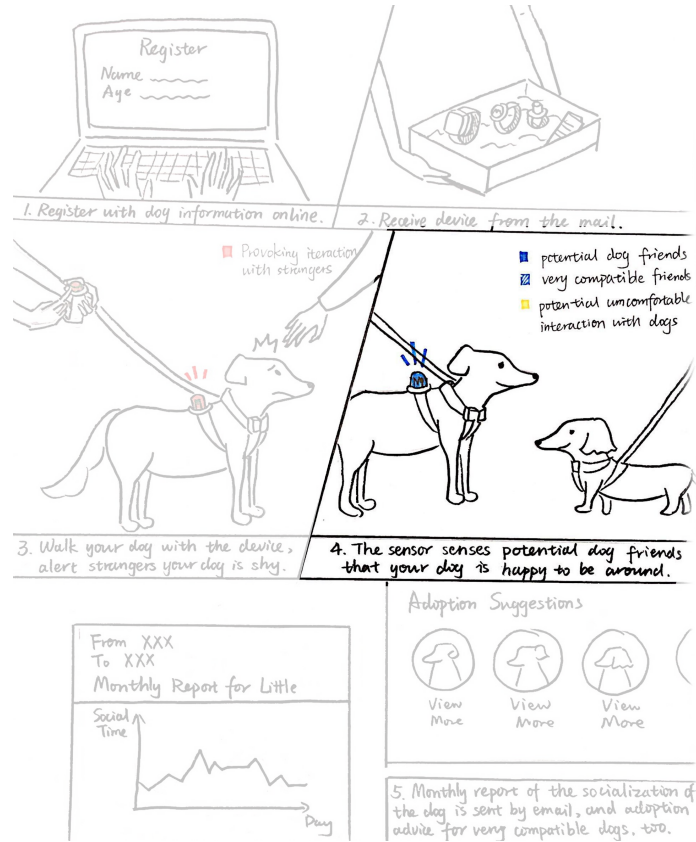 Register
Name
Age
1. Register with dog information online.
2. Receive device from the mail.
Provoking iteraction
with strangers
3. Walk your dog with the device,
alert strangers your dog is shy.
potential dog friends
very compatible friends
potential uncomfortable
interaction with dogs
4. The sensor senses potential dog friends
that your dog is happy to be around.
From XXX
To XXX
Monthly Report for Little
Social
Time
Day
Adoption Suggestions
View
More
View
More
View
More
5. Monthly report of the socialization of
the dog is sent by email, and adoption
advice for very compatible dogs, too.